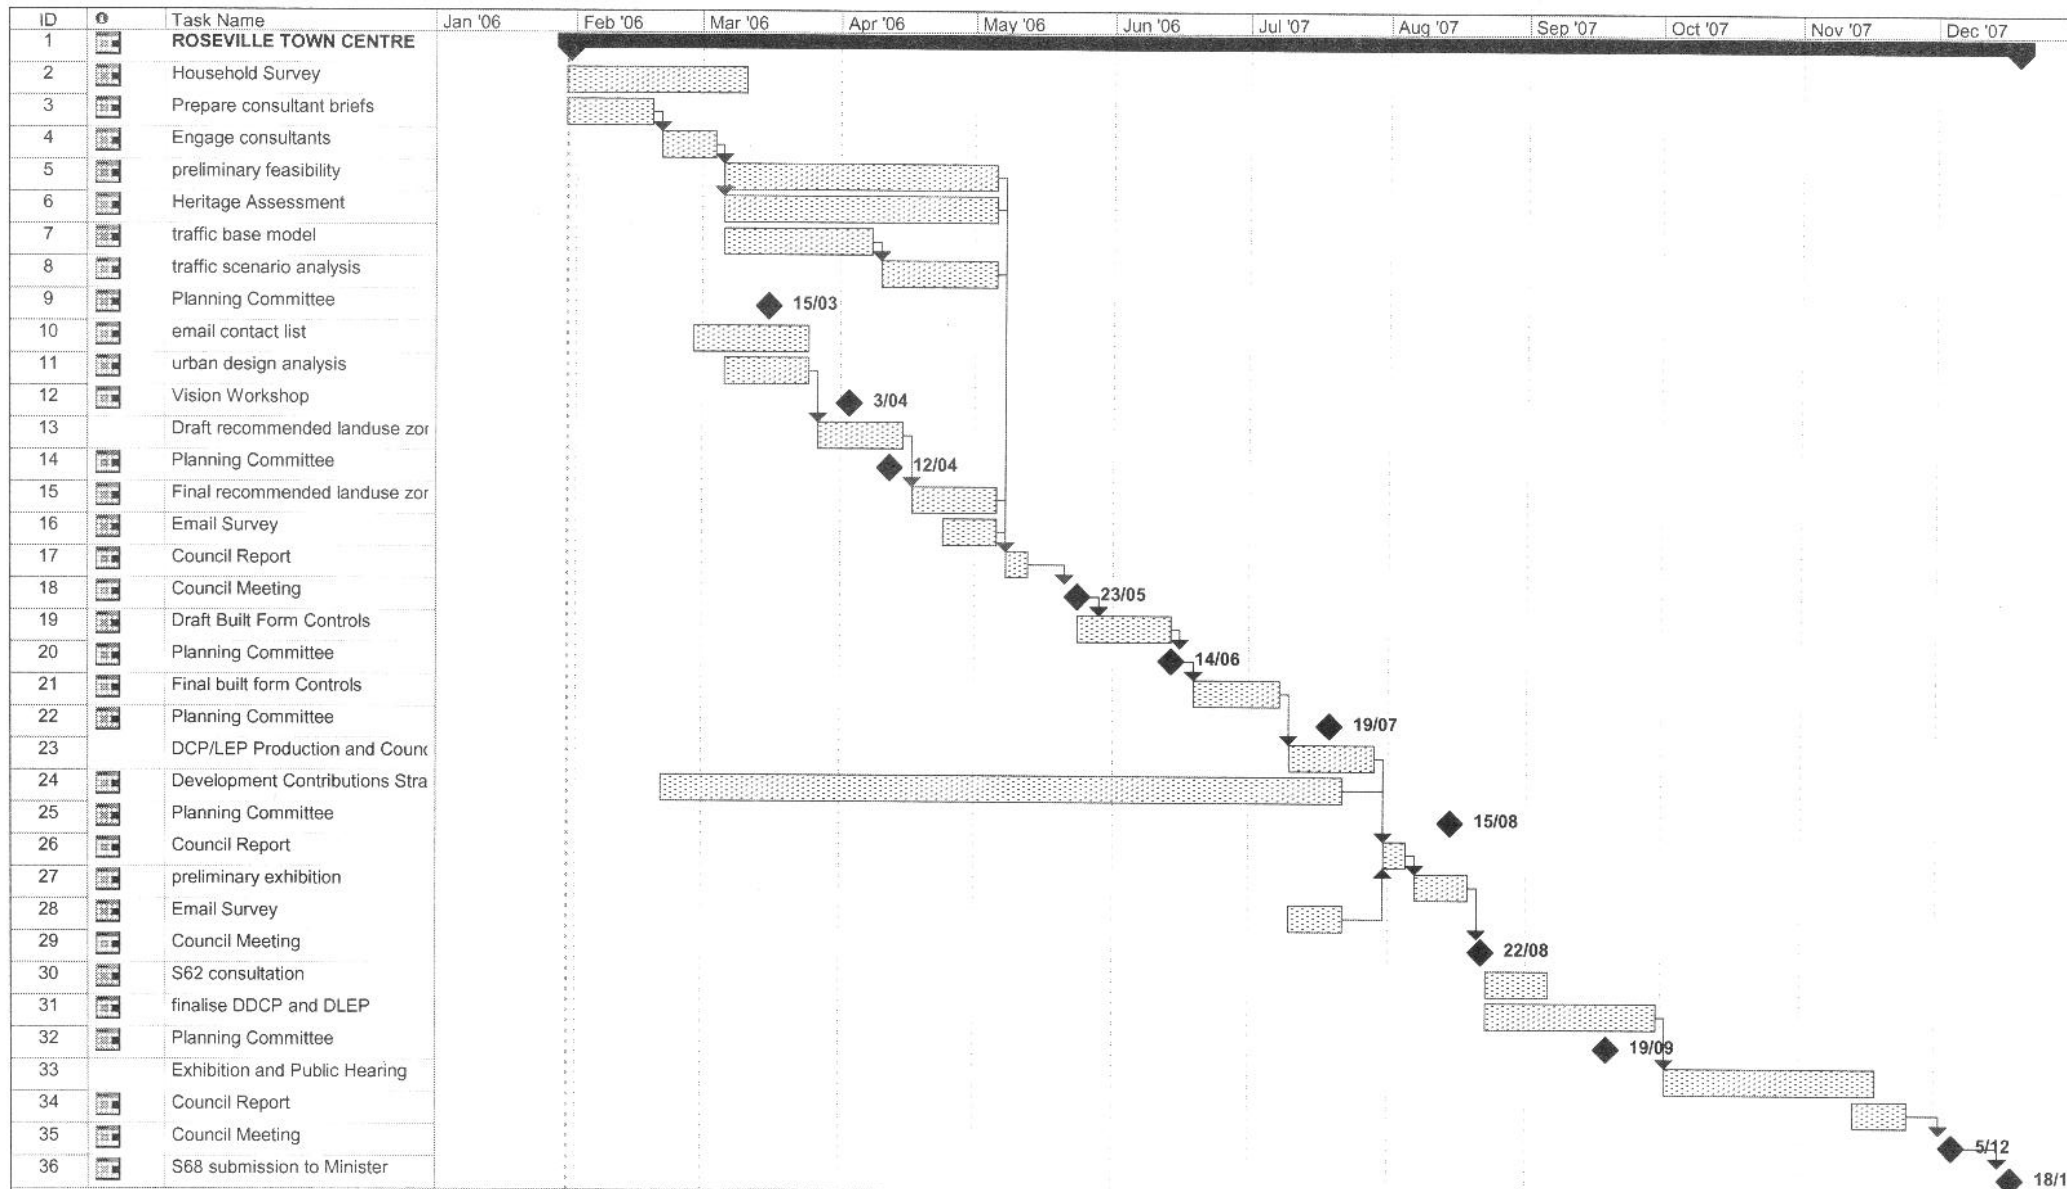 ID Task Name Jan '06 Feb '06 Mar '06 Apr '06 May '06 Jun '06 Jul '07 Aug '07 Sep '07 Oct '07 Nov '07 Dec '07
1 ROSEVILLE TOWN CENTRE
2 Household Survey
3 Prepare consultant briefs
4 Engage consultants
5 preliminary feasibility
6 Heritage Assessment
7 traffic base model
8 traffic scenario analysis
9 Planning Committee 15/03
10 email contact list
11 urban design analysis
12 Vision Workshop 3/04
13 Draft recommended landuse zor
14 Planning Committee 12/04
15 Final recommended landuse zor
16 Email Survey
17 Council Report
18 Council Meeting 23/05
19 Draft Built Form Controls
20 Planning Committee 14/06
21 Final built form Controls
22 Planning Committee 19/07
23 DCP/LEP Production and Counc
24 Development Contributions Stra
25 Planning Committee 15/08
26 Council Report
27 preliminary exhibition
28 Email Survey
29 Council Meeting 22/08
30 S62 consultation
31 finalise DDCP and DLEP
32 Planning Committee 19/09
33 Exhibition and Public Hearing
34 Council Report
35 Council Meeting 5/12
36 S68 submission to Minister 18/1